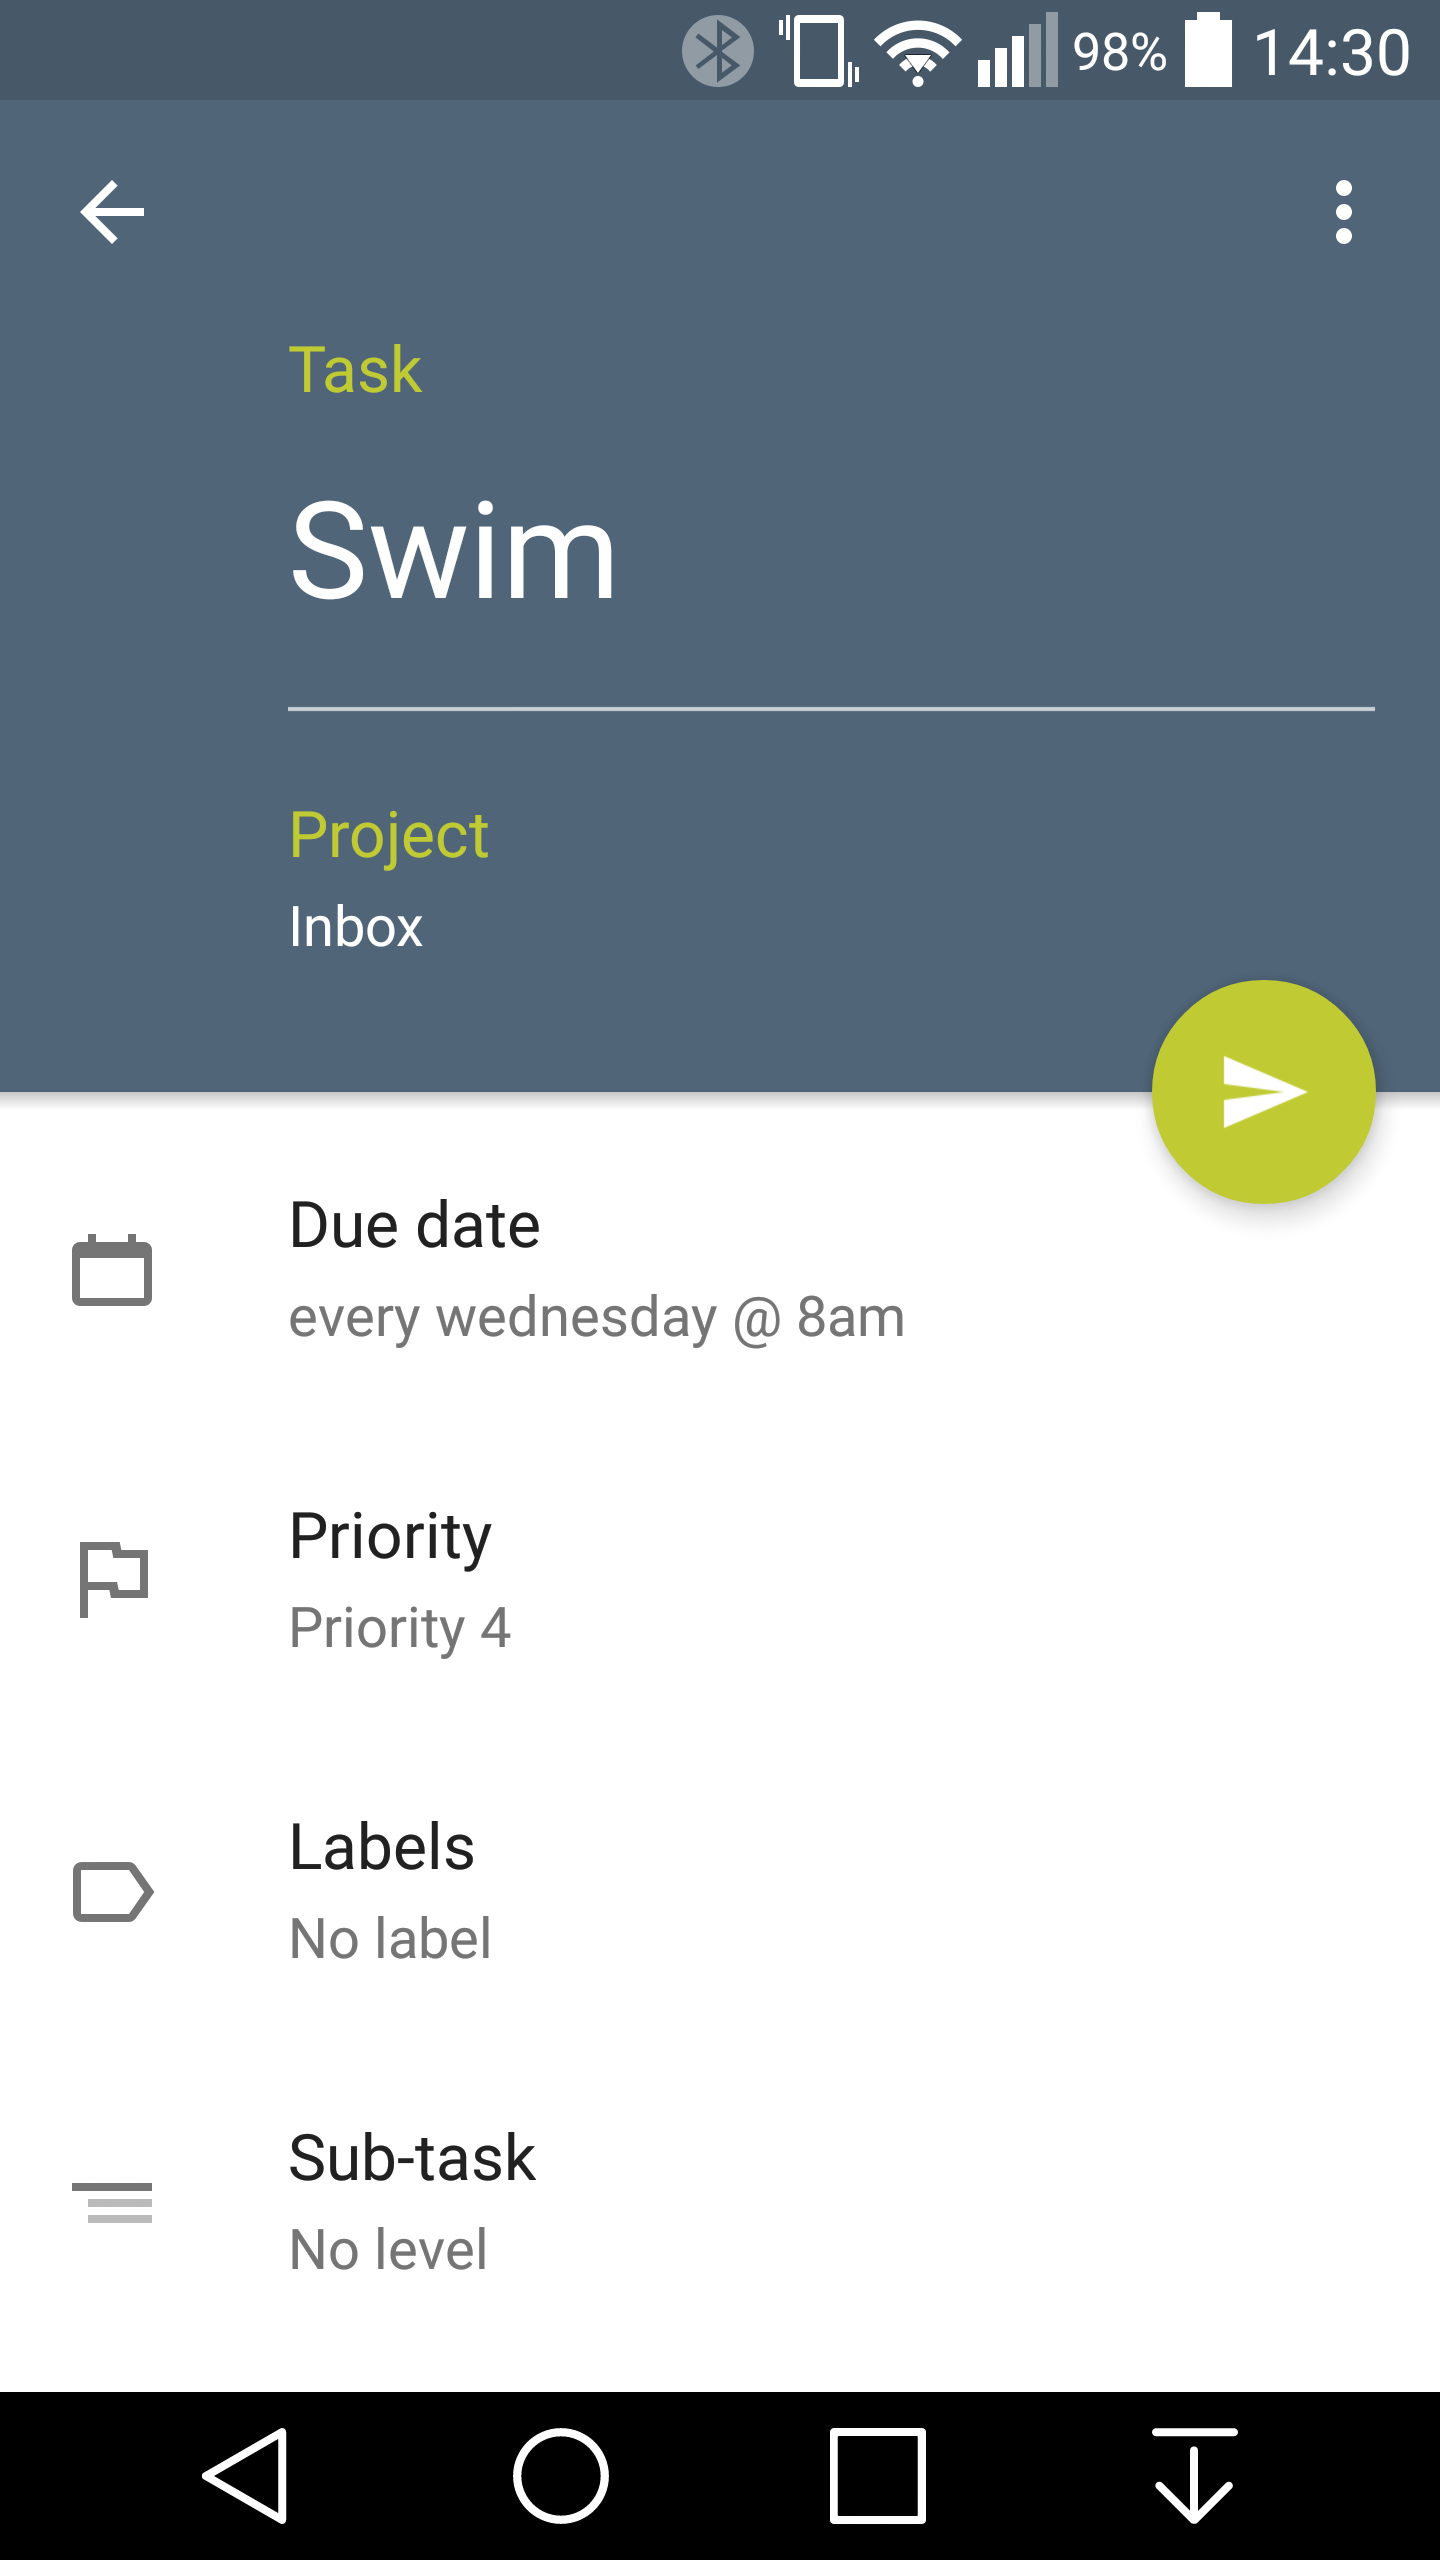 98% 14:30
Task
Swim
Project
Inbox
Due date
every wednesday @ 8am
Priority
Priority 4
Labels
No label
Sub-task
No level